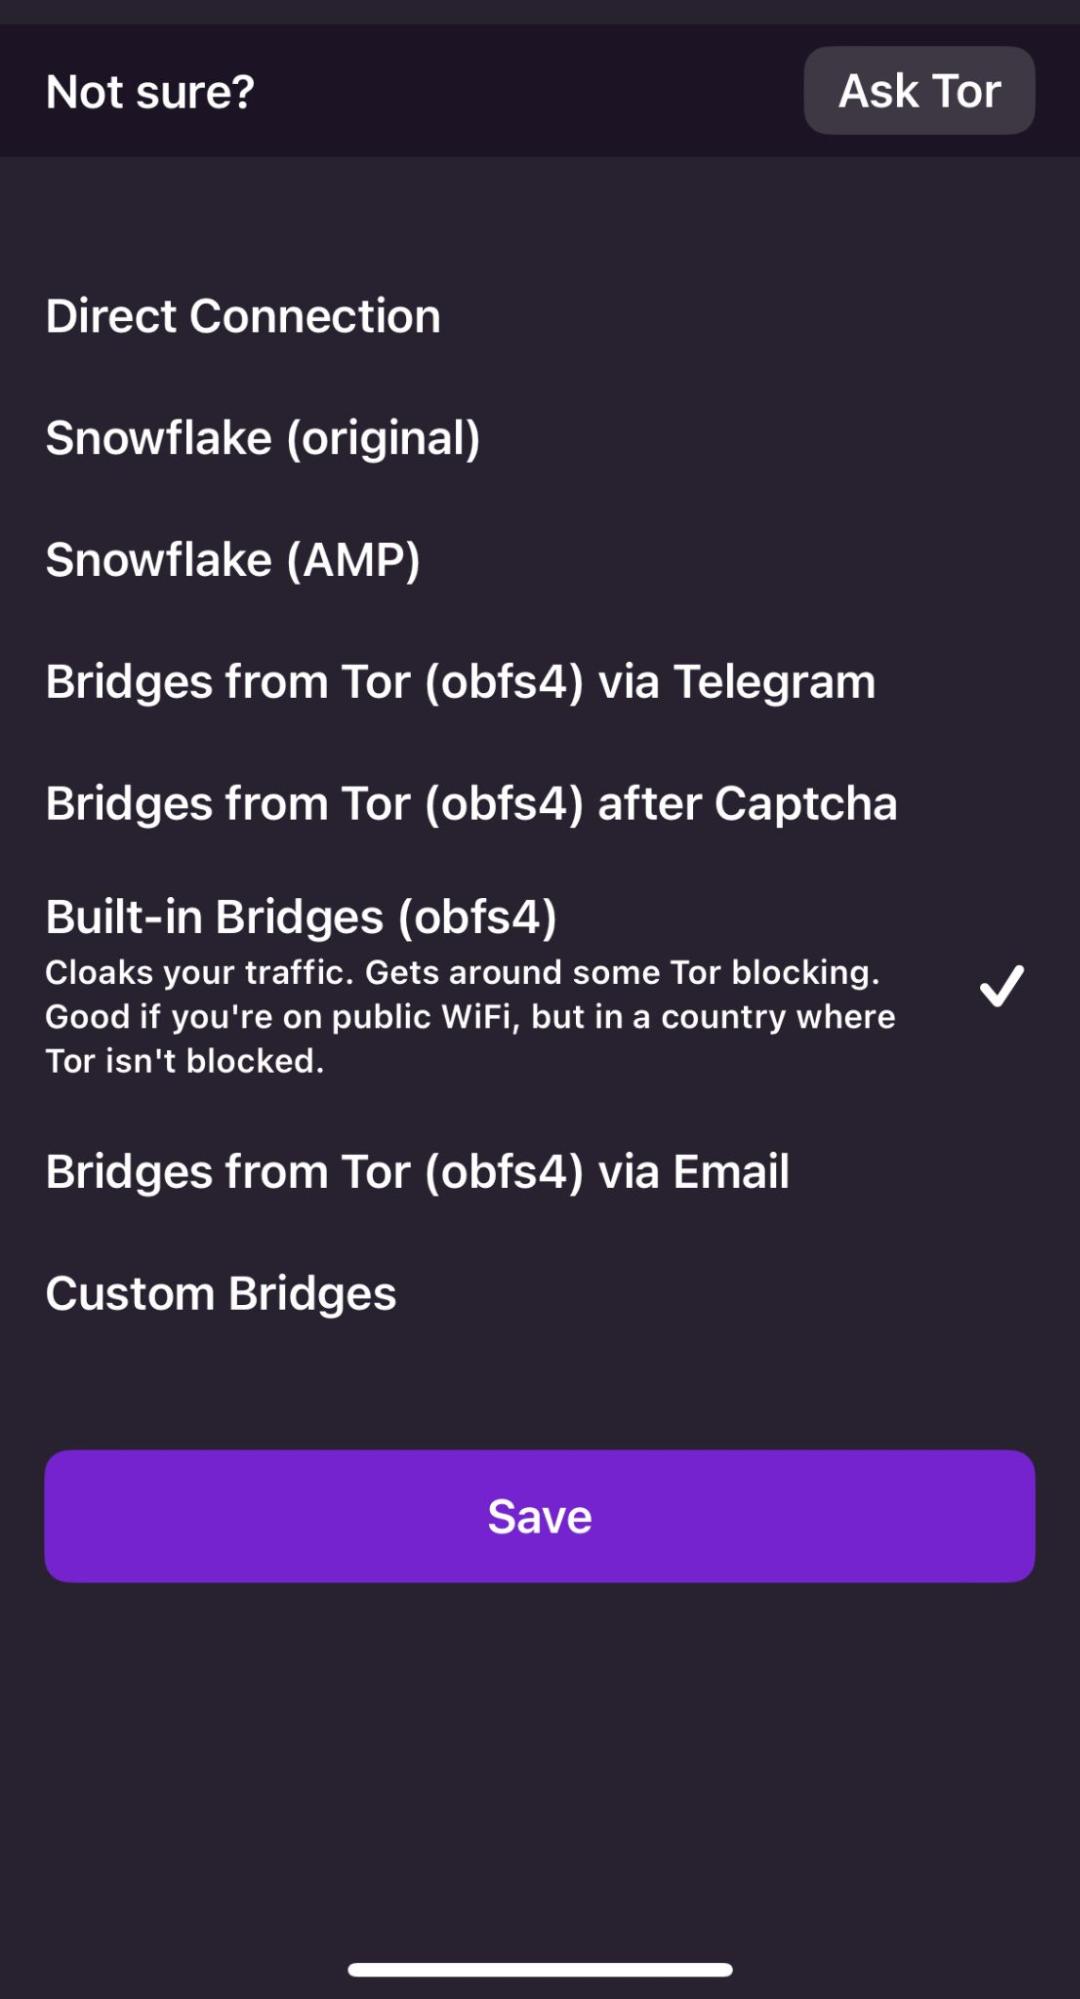 Not sure?
Ask Tor
Direct Connection
Snowflake (original)
Snowflake (AMP)
Bridges from Tor (obfs4) via Telegram
Bridges from Tor (obfs4) after Captcha
Built-in Bridges (obfs4)
Cloaks your traffic. Gets around some Tor blocking.
Good if you're on public WiFi, but in a country where
Tor isn't blocked.
Bridges from Tor (obfs4) via Email
Custom Bridges
Save